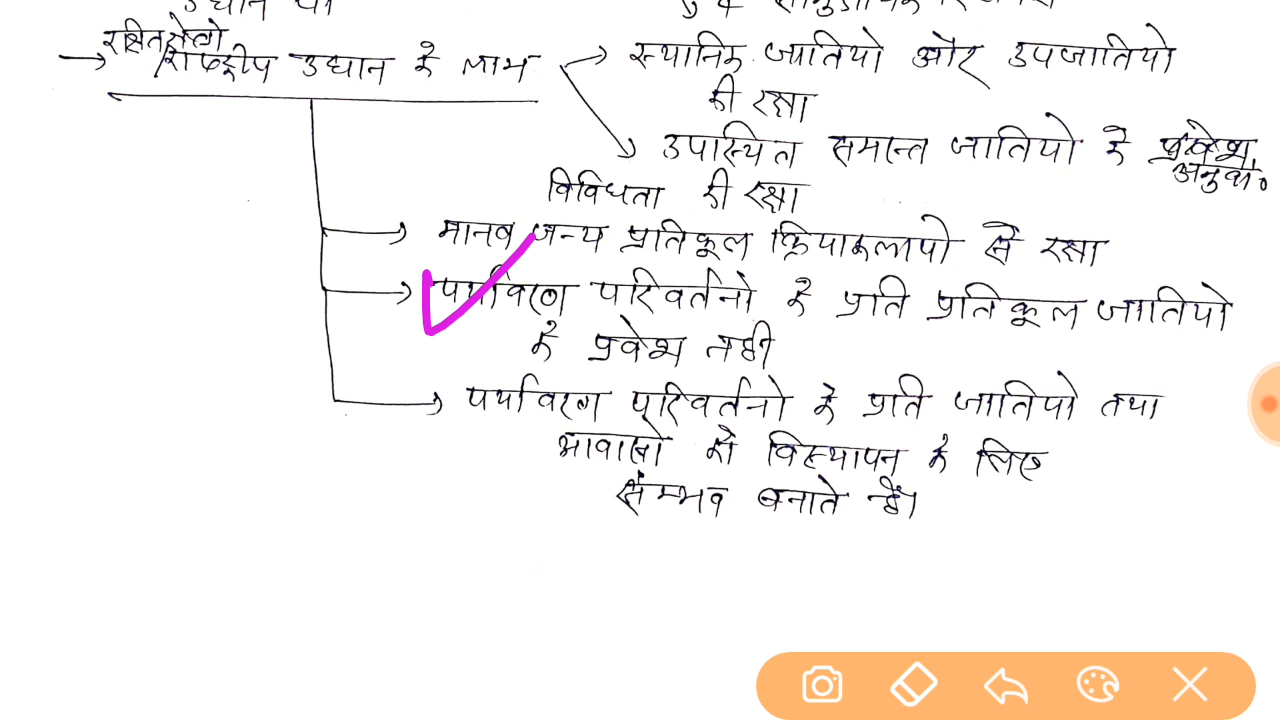 रक्षित क्षेत्रो
→ /राष्ट्रीय उद्यान के लाभ → स्थानिक जातियो और उपजातियो
की रक्षा
उपस्थित समान्त जातियो के प्रवेश,
अनुवां०
विविधता की रक्षा
मानव जन्य प्रतिकूल क्रियाकलापो से रक्षा
पर्यावरण परिवर्तनो के प्रति प्रतिकूल जातियो
के प्रवेश नही
पर्यावरण परिवर्तनो के प्रति जातियो तथा
आवासो को विस्थापन के लिए
संम्भव बनाते हैं।